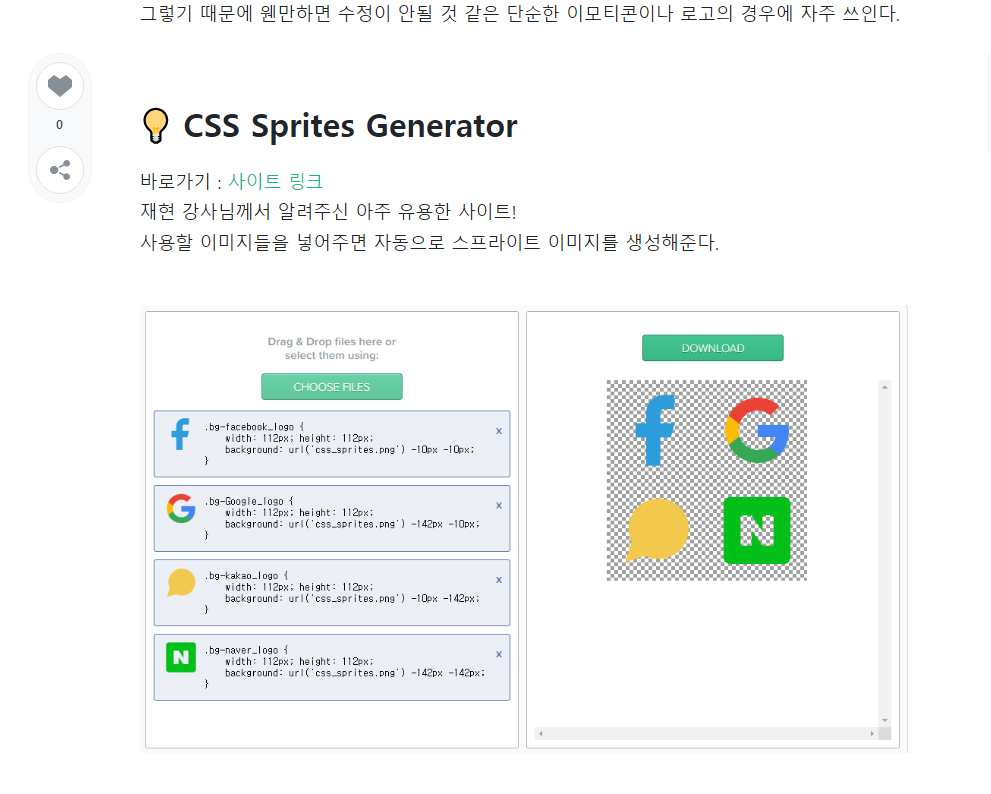 그렇기 때문에 웬만하면 수정이 안될 것 같은 단순한 이모티콘이나 로고의 경우에 자주 쓰인다.
0
💡 CSS Sprites Generator
바로가기 : 사이트 링크
재현 강사님께서 알려주신 아주 유용한 사이트!
사용할 이미지들을 넣어주면 자동으로 스프라이트 이미지를 생성해준다.
Drag & Drop files here or
select them using:
CHOOSE FILES
.bg-facebook_logo {
width: 112px; height: 112px;
background: url('css_sprites.png') -10px -10px;
}
x
.bg-Google_logo {
width: 112px; height: 112px;
background: url('css_sprites.png') -142px -10px;
}
x
.bg-kakao_logo {
width: 112px; height: 112px;
background: url('css_sprites.png') -10px -142px;
}
x
N
.bg-naver_logo {
width: 112px; height: 112px;
background: url('css_sprites.png') -142px -142px;
}
x
DOWNLOAD
f G
N